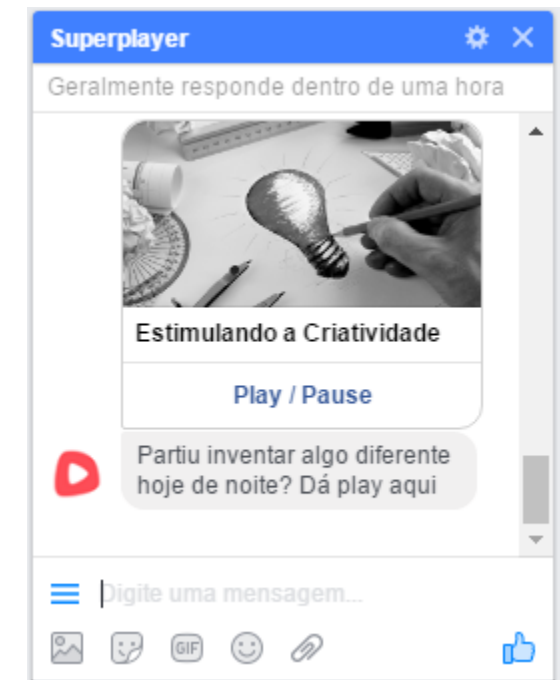 Superplayer
Geralmente responde dentro de uma hora
Estimulando a Criatividade
Play / Pause
Partiu inventar algo diferente
hoje de noite? Dá play aqui
Digite uma mensagem...
GIF